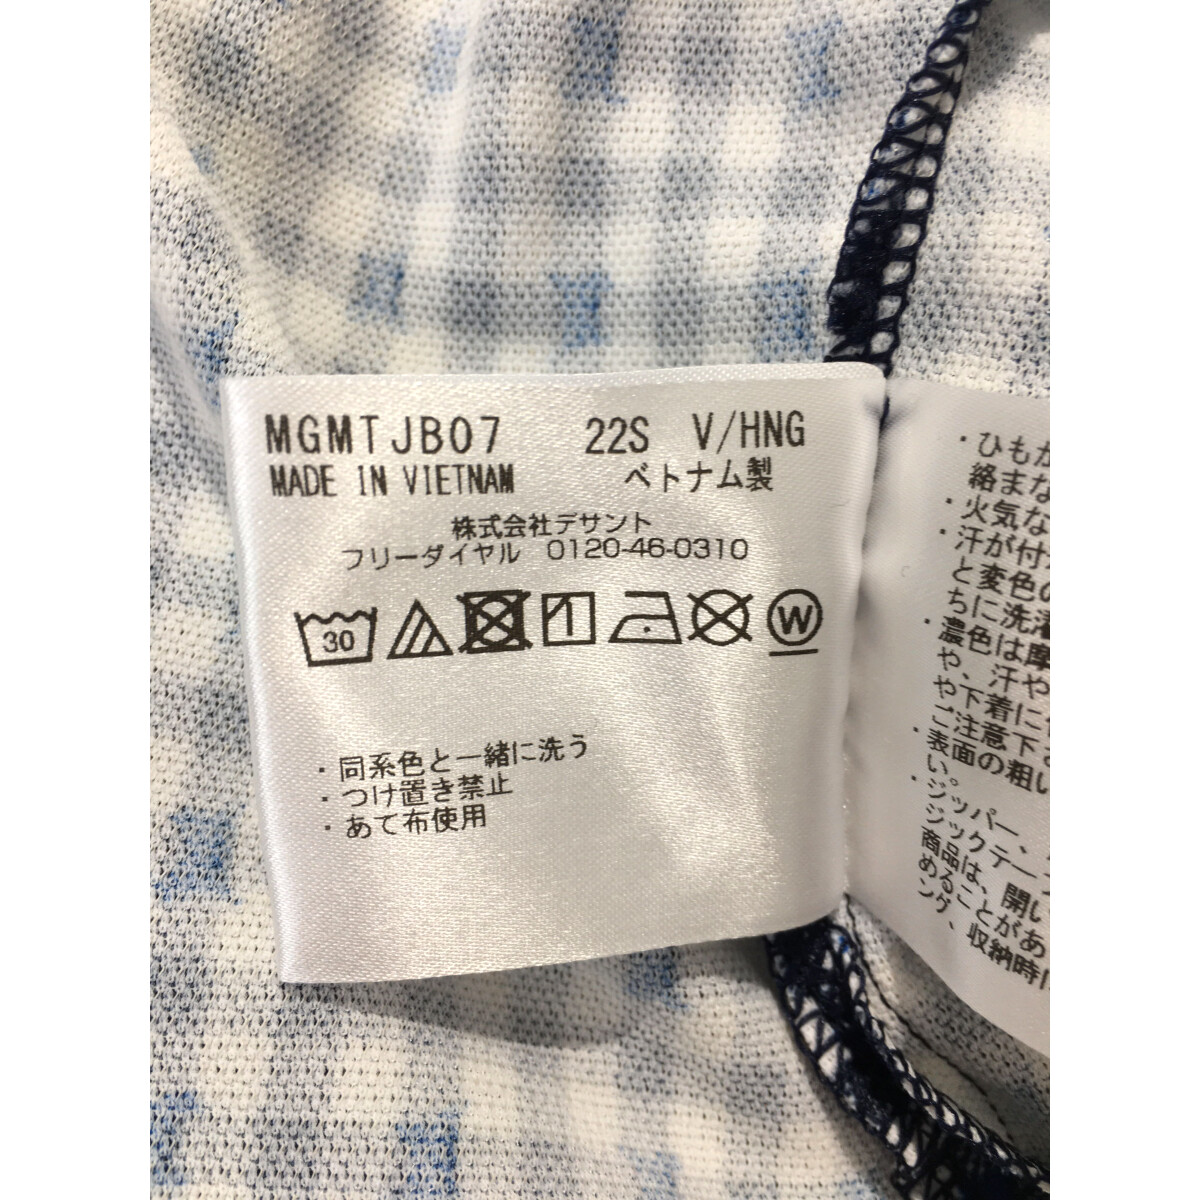 MGMTJB07 22S V/HNG
MADE IN VIETNAM ベトナム製
株式会社デサント
フリーダイヤル 0120-46-0310
30 W
・同系色と一緒に洗う
・つけ置き禁止
・あて布使用
・ひもか
絡まな
・火気な
・汗が付
と変色の
ちに洗濯
・濃色は摩
や、汗や
や下着に
ご注意下さ
・表面の粗い
い。
・ジッパー、
ジックテー
商品は、開い
めることがあ
ング、収納時に